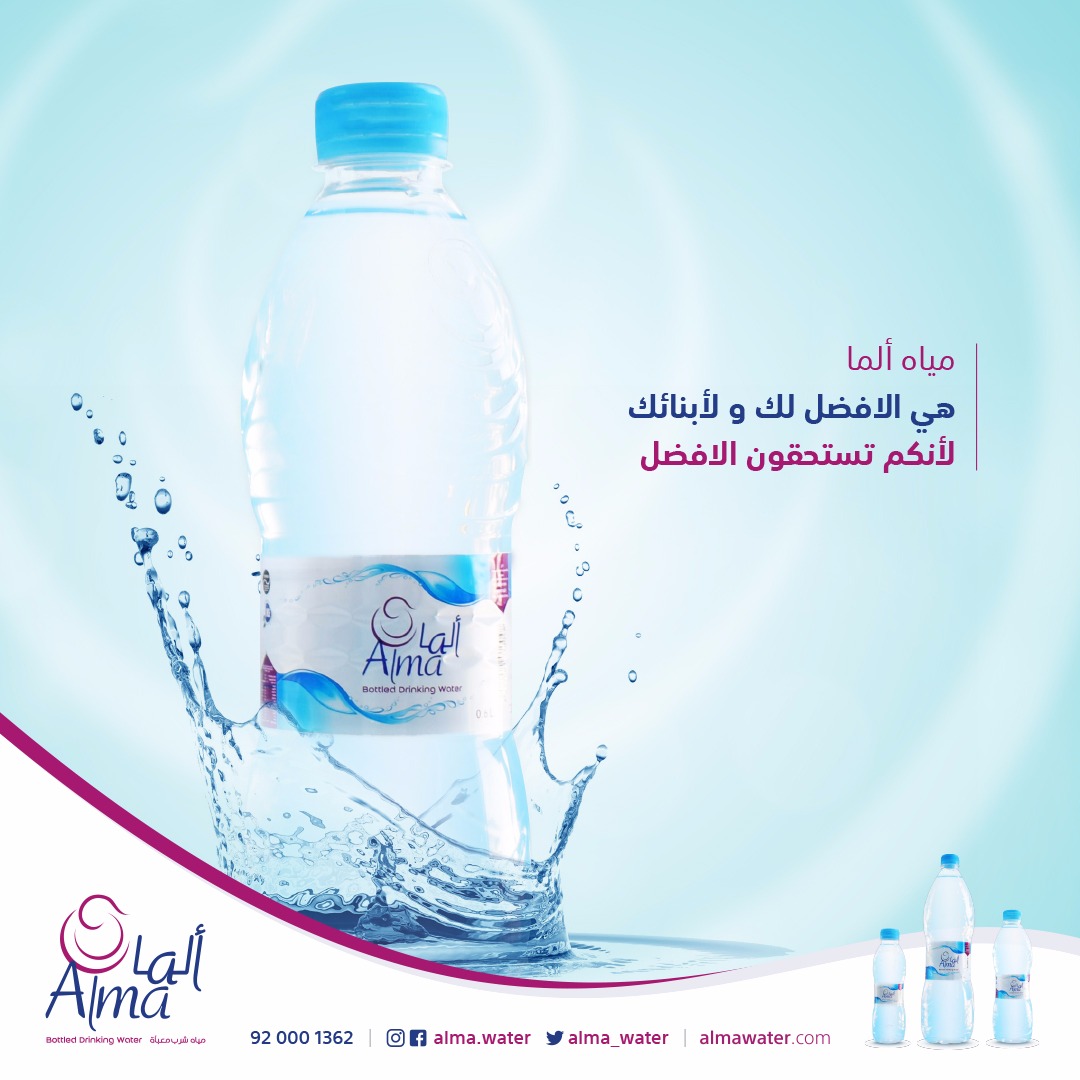 مياه ألما
هي الافضل لك و لأبنائك
لأنكم تستحقون الافضل
ألما
Alma
Bottled Drinking Water
ألما
Alma
Bottled Drinking Water مياه شرب معبأة
92 000 1362 | alma.water alma_water | almawater.com